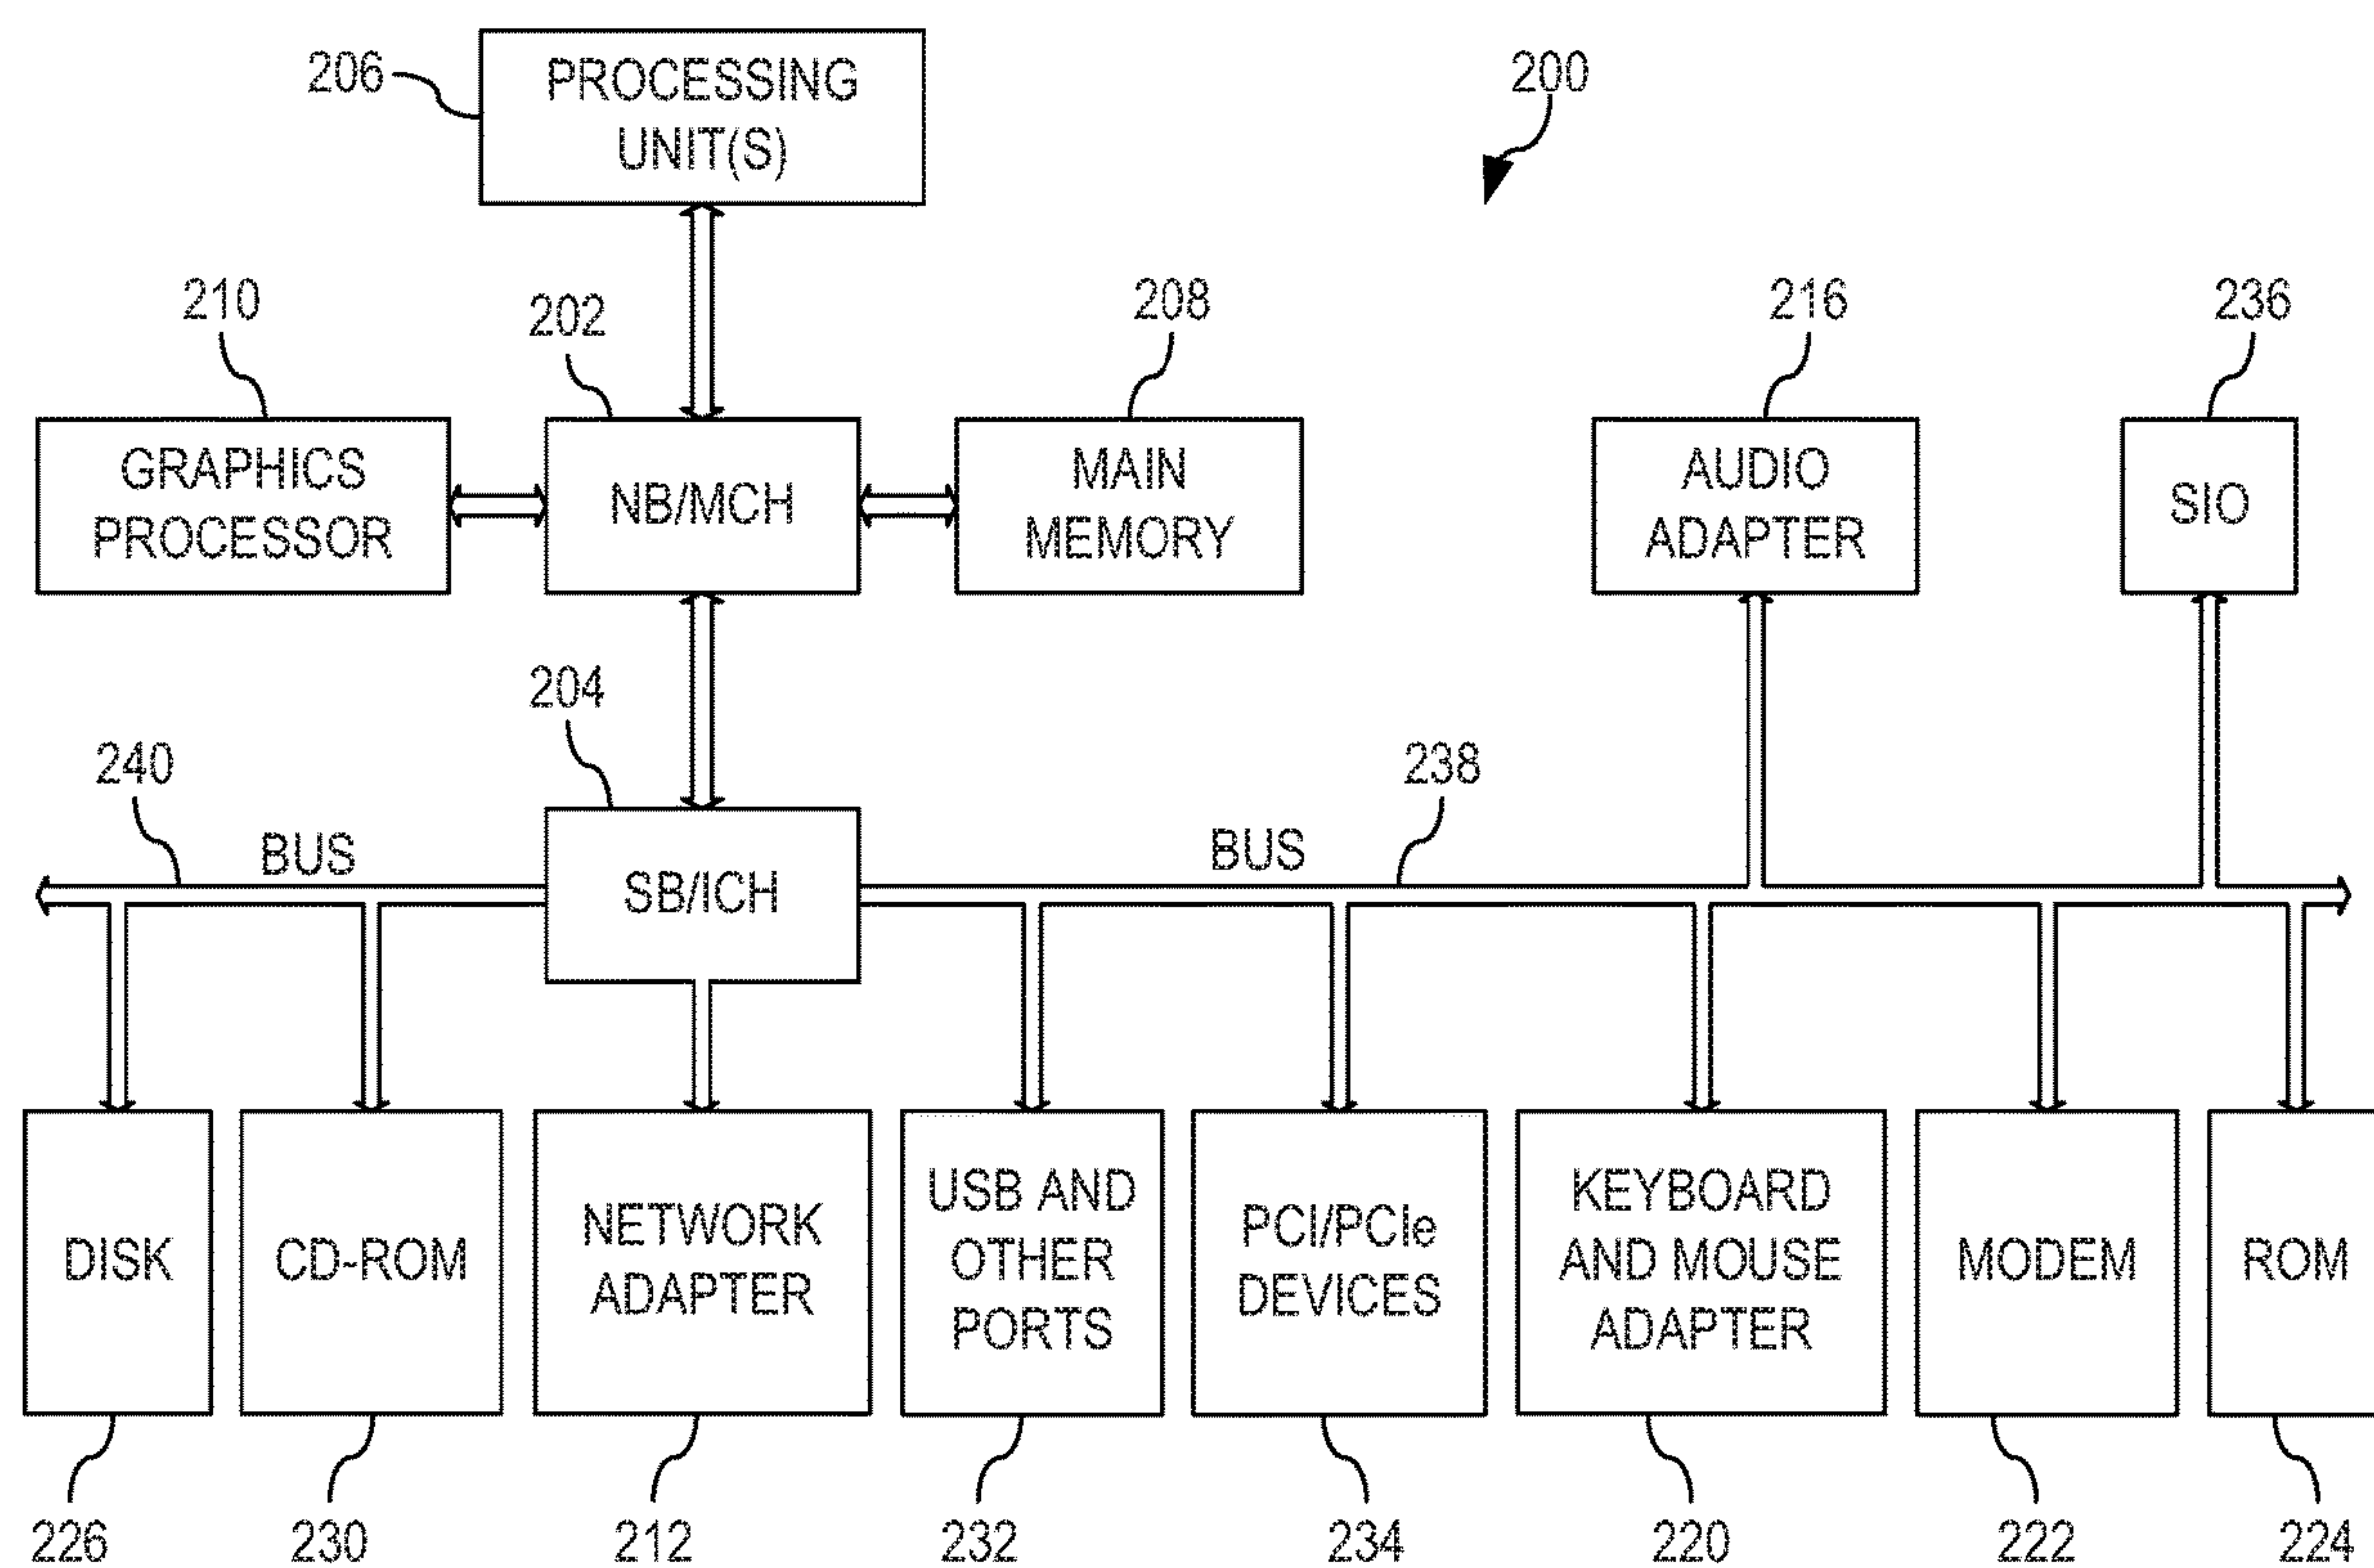 206
PROCESSING
UNIT(S)
200
210
202
208
216
236
GRAPHICS
PROCESSOR
NB/MCH
MAIN
MEMORY
AUDIO
ADAPTER
SIO
204
240
238
BUS
BUS
SB/ICH
DISK
CD-ROM
NETWORK
ADAPTER
USB AND
OTHER
PORTS
PCI/PCIe
DEVICES
KEYBOARD
AND MOUSE
ADAPTER
MODEM
ROM
226
230
212
232
234
220
222
224